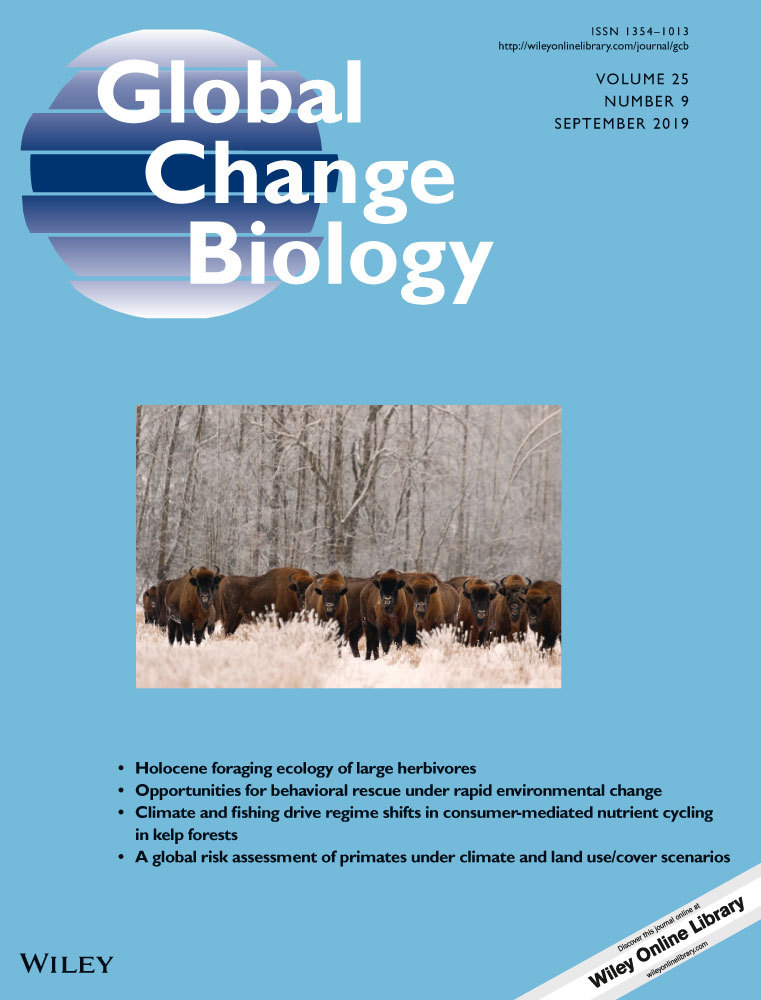 ISSN 1354–1013
http://wileyonlinelibrary.com/journal/gcb
VOLUME 25
NUMBER 9
SEPTEMBER 2019
Global
Change
Biology
• Holocene foraging ecology of large herbivores
• Opportunities for behavioral rescue under rapid environmental change
• Climate and fishing drive regime shifts in consumer-mediated nutrient cycling
in kelp forests
• A global risk assessment of primates under climate and land use/cover scenarios
Discover this journal online at
Wiley Online Library
wileyonlinelibrary.com
WILEY